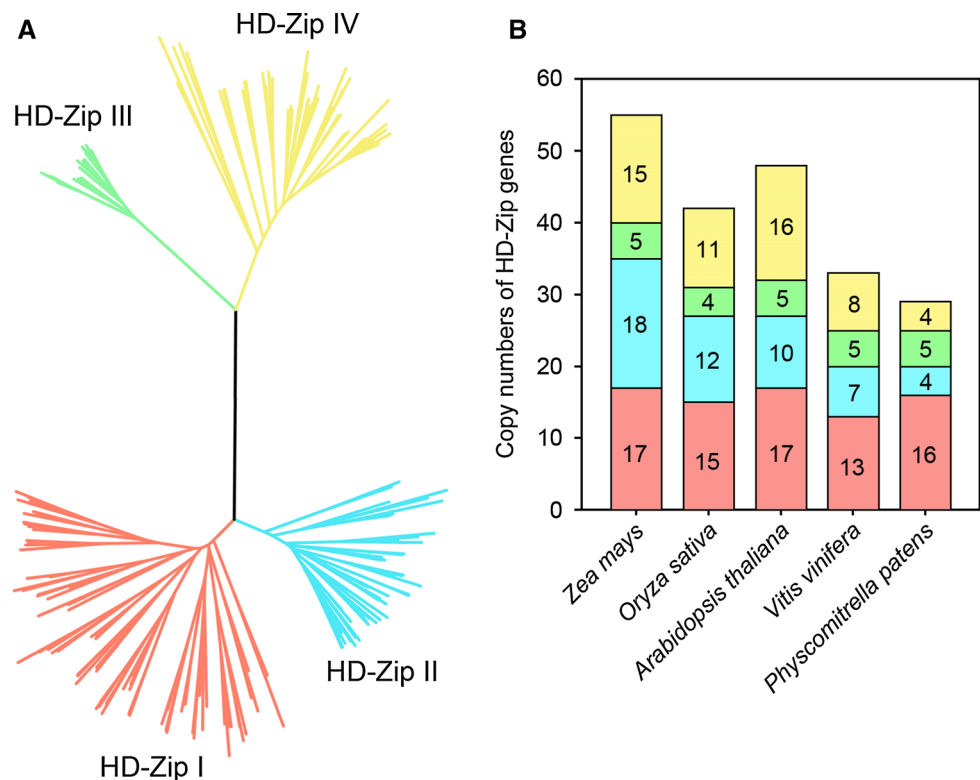 A
HD-Zip IV
HD-Zip III
HD-Zip II
HD-Zip I
B
Copy numbers of HD-Zip genes
60
50
40
30
20
10
0
15
5
18
17
11
4
12
15
16
5
10
17
8
5
7
13
4
5
4
16
Zea mays
Oryza sativa
Arabidopsis thaliana
Vitis vinifera
Physcomitrella patens